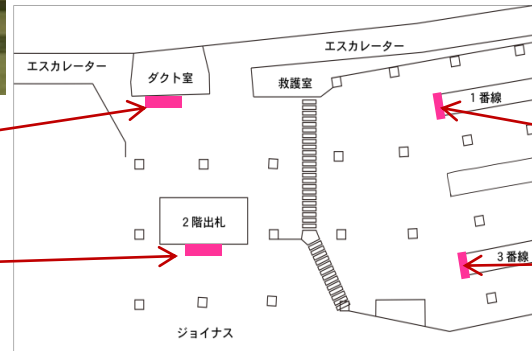 エスカレーター
エスカレーター
ダクト室
救護室
1番線
2階出札
3番線
ジョイナス